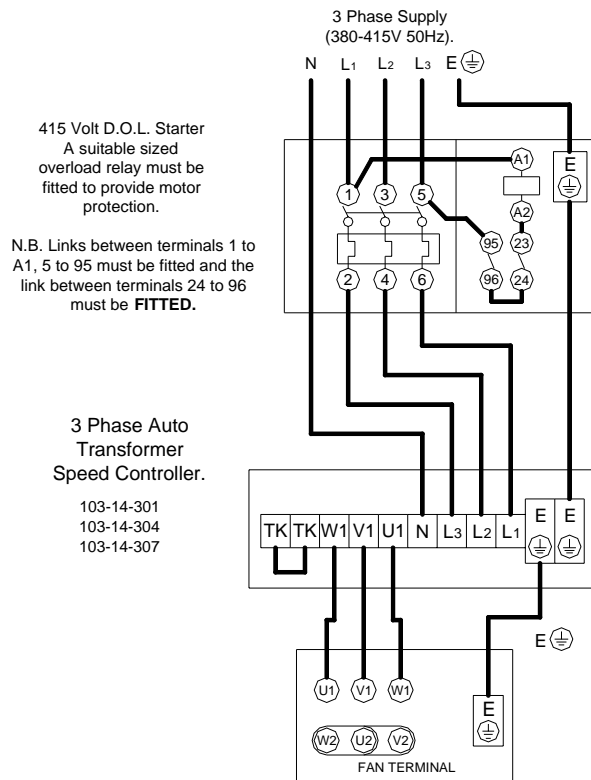 3 Phase Supply
(380-415V 50Hz).
N L1 L2 L3 E
415 Volt D.O.L. Starter
A suitable sized
overload relay must be
fitted to provide motor
protection.
N.B. Links between terminals 1 to
A1, 5 to 95 must be fitted and the
link between terminals 24 to 96
must be FITTED.
A1
E
1 3 5
A2
95 23
96 24
2 4 6
3 Phase Auto
Transformer
Speed Controller.
103-14-301
103-14-304
103-14-307
TK TK W1 V1 U1 N L3 L2 L1 E E
E
U1 V1 W1
E
W2 U2 V2
FAN TERMINAL